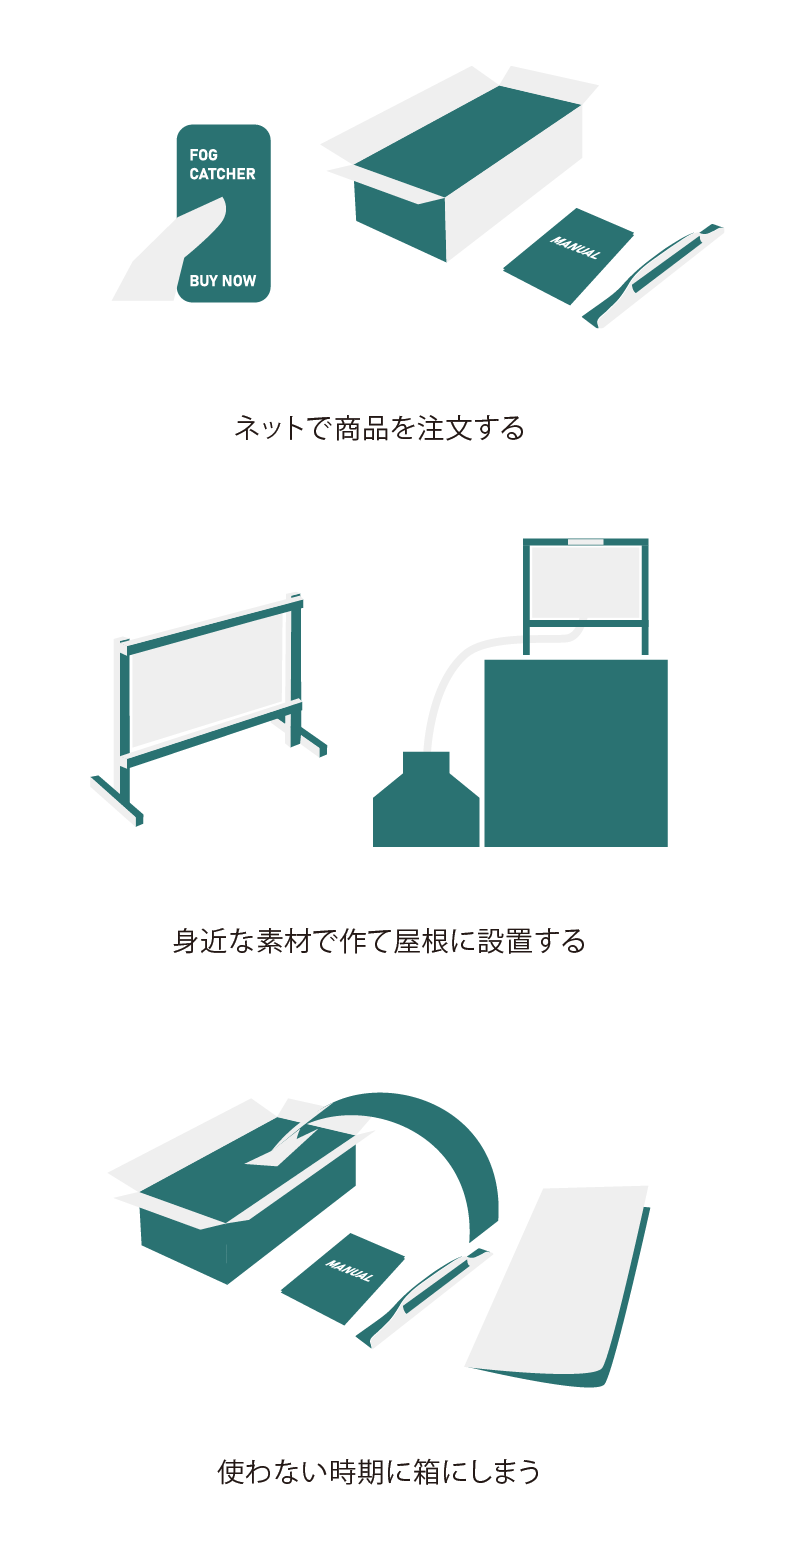 FOG
CATCHER
BUY NOW
MANUAL
ネットで商品を注文する
身近な素材で作て屋根に設置する
MANUAL
使わない時期に箱にしまう